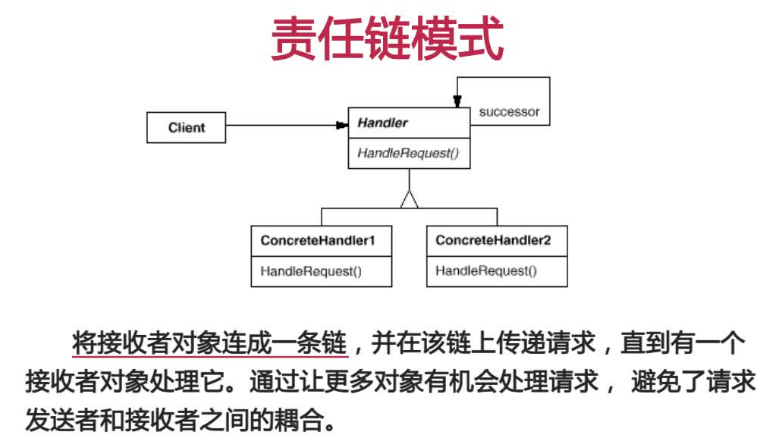 责任链模式
successor
Client
Handler
HandleRequest()
ConcreteHandler1
ConcreteHandler2
HandleRequest()
HandleRequest()
将接收者对象连成一条链，并在该链上传递请求，直到有一个
接收者对象处理它。通过让更多对象有机会处理请求， 避免了请求
发送者和接收者之间的耦合。